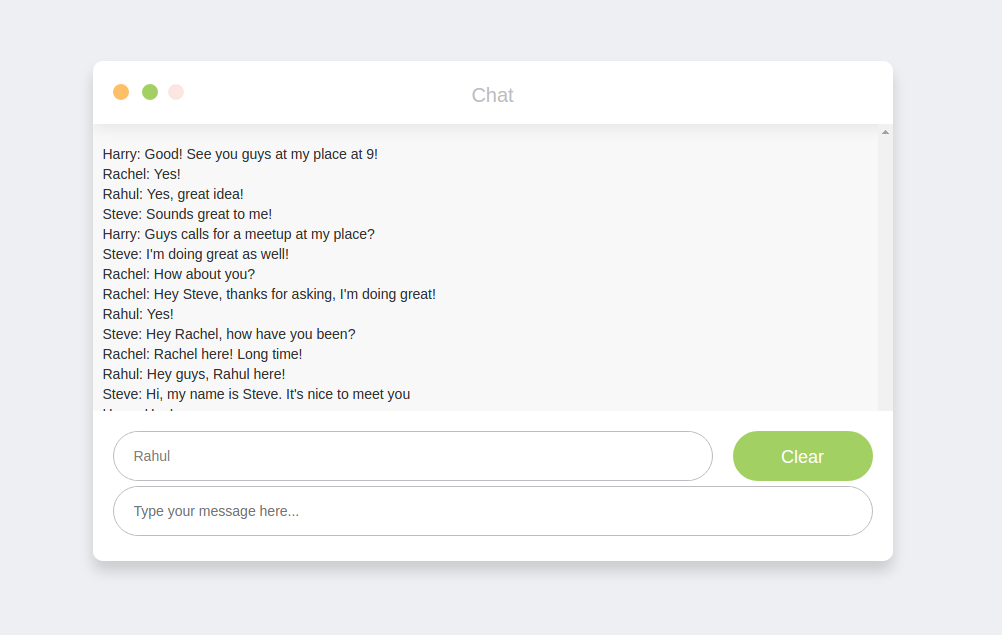 Chat
Harry: Good! See you guys at my place at 9!
Rachel: Yes!
Rahul: Yes, great idea!
Steve: Sounds great to me!
Harry: Guys calls for a meetup at my place?
Steve: I'm doing great as well!
Rachel: How about you?
Rachel: Hey Steve, thanks for asking, I'm doing great!
Rahul: Yes!
Steve: Hey Rachel, how have you been?
Rachel: Rachel here! Long time!
Rahul: Hey guys, Rahul here!
Steve: Hi, my name is Steve. It's nice to meet you
Rahul
Clear
Type your message here...